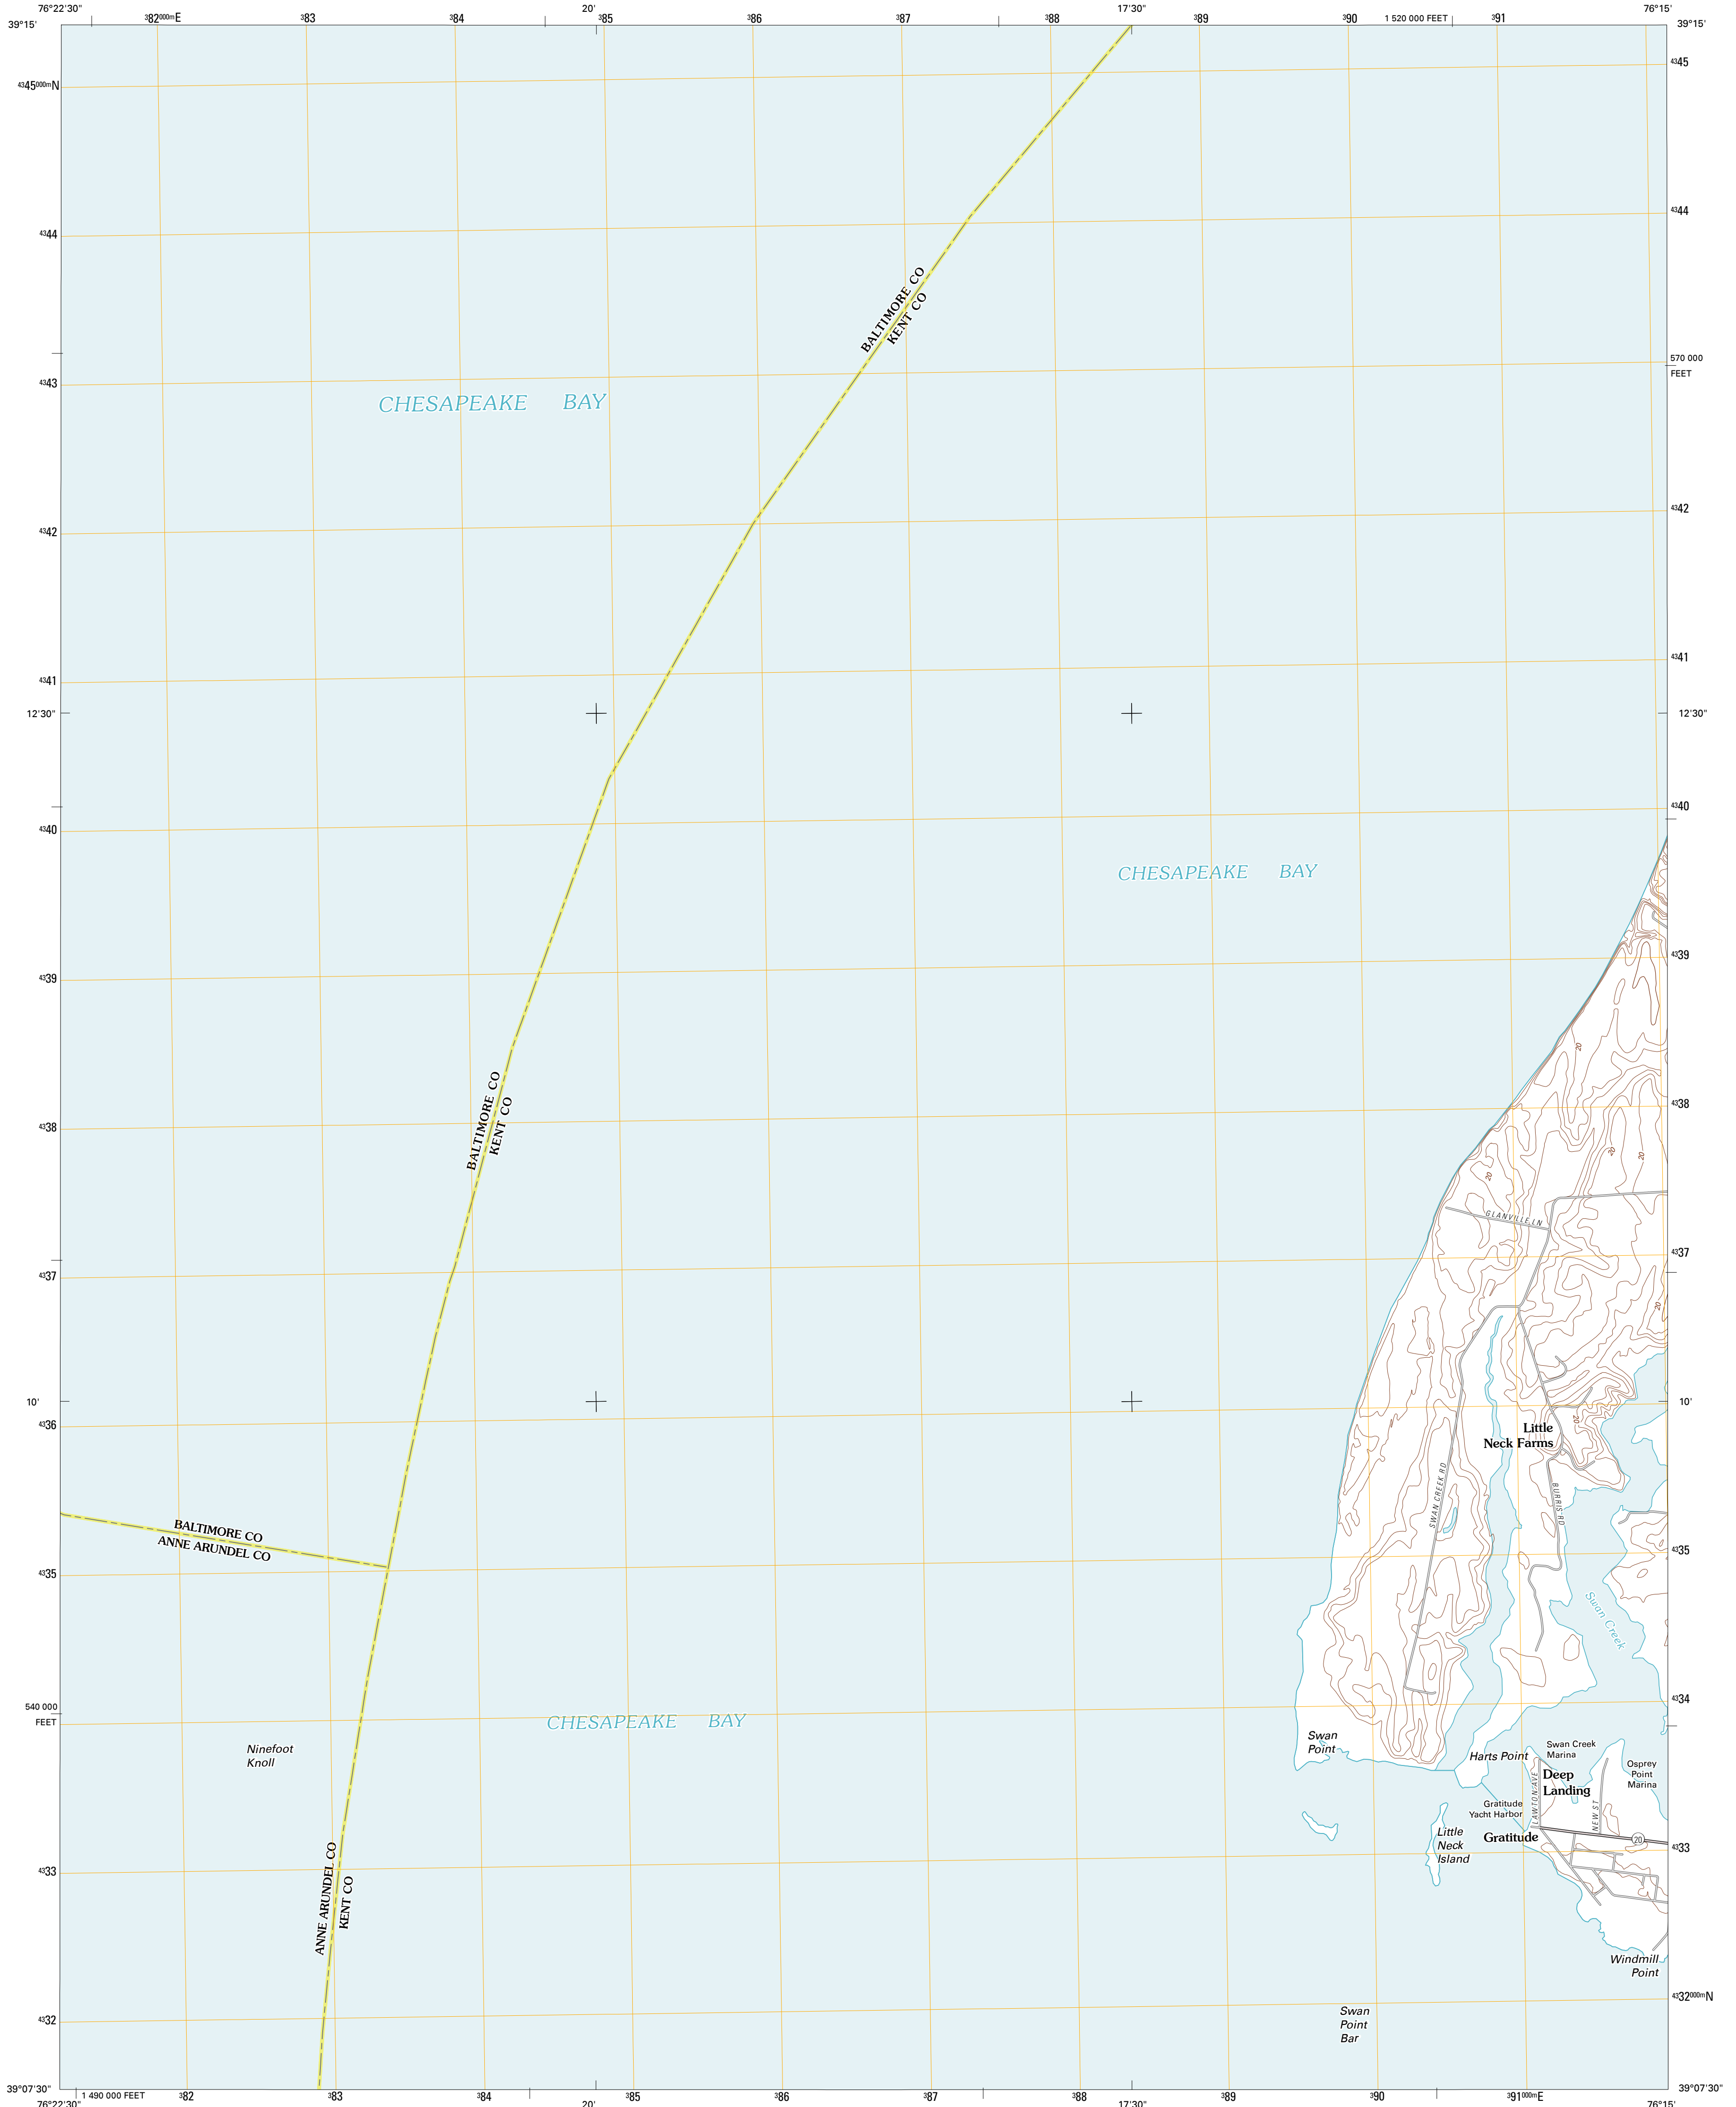 76°22'30"
³82⁰⁰⁰ᵐE
³83
³84
20'
³85
³86
³87
³88
17'30"
³89
³90
1 520 000 FEET
³91
76°15'
39°15'
39°15'
⁴³45⁰⁰⁰ᵐN
⁴³45
⁴³44
⁴³44
BALTIMORE CO
KENT CO
570 000
FEET
⁴³43
CHESAPEAKE BAY
⁴³42
⁴³42
⁴³41
⁴³41
12'30"
12'30"
⁴³40
⁴³40
CHESAPEAKE BAY
⁴³39
⁴³39
20
⁴³38
⁴³38
BALTIMORE CO
KENT CO
20
20
20
GLANVILLE LN
⁴³37
⁴³37
20
10'
10'
⁴³36
20
Little
Neck Farms
SWAN CREEK RD
BURRIS RD
BALTIMORE CO
ANNE ARUNDEL CO
⁴³35
⁴³35
Swan Creek
⁴³34
540 000
FEET
CHESAPEAKE BAY
Ninefoot
Knoll
Swan
Point
Harts Point
Swan Creek
Marina
Osprey
Point
Marina
Deep
Landing
LAWTON AVE
NEW ST
Gratitude
Yacht Harbor
Gratitude
20
Little
Neck
Island
⁴³33
⁴³33
ANNE ARUNDEL CO
KENT CO
Windmill
Point
⁴³32⁰⁰⁰ᵐN
⁴³32
Swan
Point
Bar
39°07'30"
39°07'30"
1 490 000 FEET
³82
³83
³84
³85
³86
³87
³88
³89
³90
³91⁰⁰⁰ᵐE
76°22'30"
20'
17'30"
76°15'